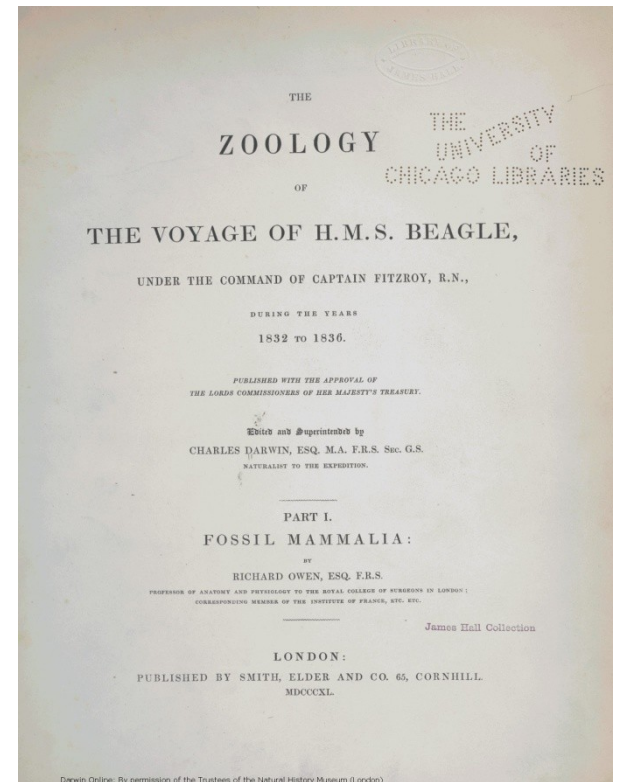 LIBRARY OF
JAMES HALL
THE
ZOOLOGY
OF
THE UNIVERSITY
OF
CHICAGO LIBRARIES
THE VOYAGE OF H.M.S. BEAGLE,
UNDER THE COMMAND OF CAPTAIN FITZROY, R.N.,
DURING THE YEARS
1832 TO 1836.
PUBLISHED WITH THE APPROVAL OF
THE LORDS COMMISSIONERS OF HER MAJESTY'S TREASURY.
Edited and Superintended by
CHARLES DARWIN, ESQ. M.A. F.R.S. SEC. G.S.
NATURALIST TO THE EXPEDITION.
PART I.
FOSSIL MAMMALIA:
BY
RICHARD OWEN, ESQ. F.R.S.
PROFESSOR OF ANATOMY AND PHYSIOLOGY TO THE ROYAL COLLEGE OF SURGEONS IN LONDON;
CORRESPONDING MEMBER OF THE INSTITUTE OF FRANCE, ETC. ETC.
James Hall Collection
LONDON:
PUBLISHED BY SMITH, ELDER AND CO. 65, CORNHILL.
MDCCCXL.
Darwin Online: By permission of the Trustees of the Natural History Museum (London)